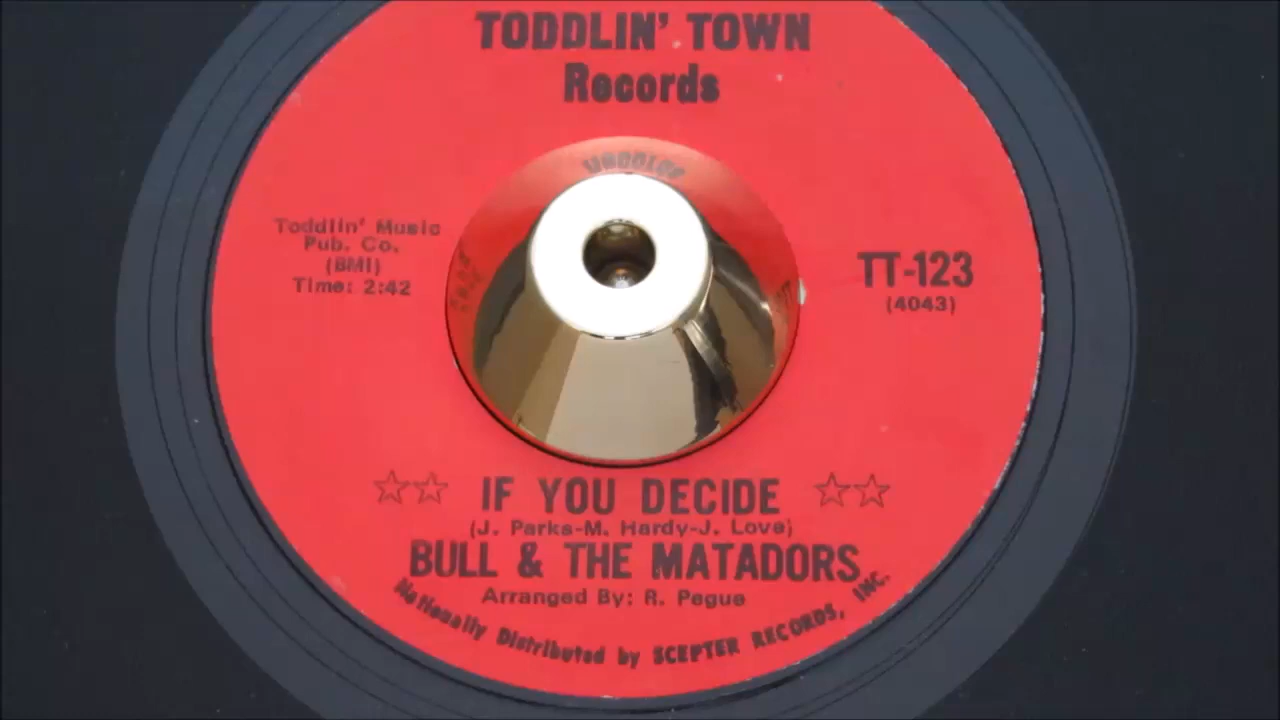 TODDLIN' TOWN
Records
Toddlin' Music
Pub. Co.
(BMI)
Time: 2:42
TT-123
(4043)
☆☆ IF YOU DECIDE ☆☆
(J. Parks-M. Hardy-J. Love)
BULL & THE MATADORS
Arranged By: R. Pegue
Nationally Distributed by SCEPTER RECORDS, INC.